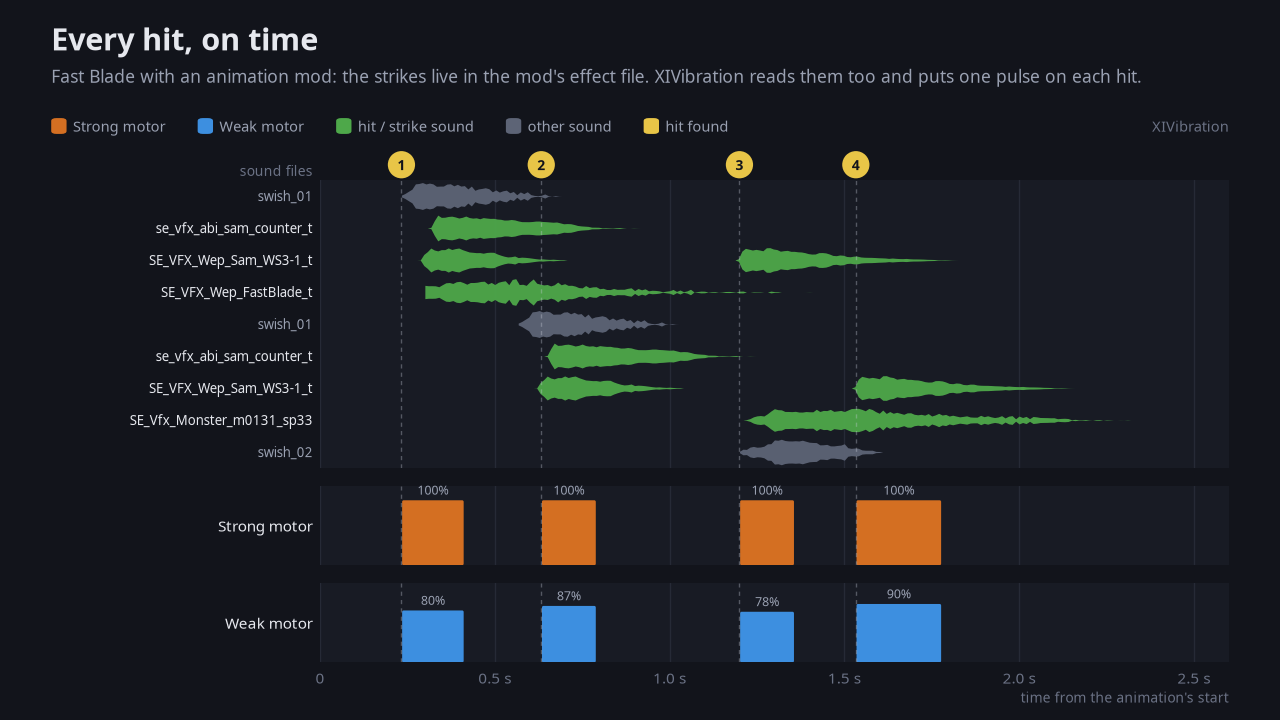 Every hit, on time
Fast Blade with an animation mod: the strikes live in the mod's effect file. XIVibration reads them too and puts one pulse on each hit.
Strong motor Weak motor hit / strike sound other sound hit found XIVibration
1 2 3 4
sound files
swish_01
se_vfx_abi_sam_counter_t
SE_VFX_Wep_Sam_WS3-1_t
SE_VFX_Wep_FastBlade_t
swish_01
se_vfx_abi_sam_counter_t
SE_VFX_Wep_Sam_WS3-1_t
SE_Vfx_Monster_m0131_sp33
swish_02
100% 100% 100% 100%
Strong motor
80% 87% 78% 90%
Weak motor
0 0.5 s 1.0 s 1.5 s 2.0 s 2.5 s
time from the animation's start